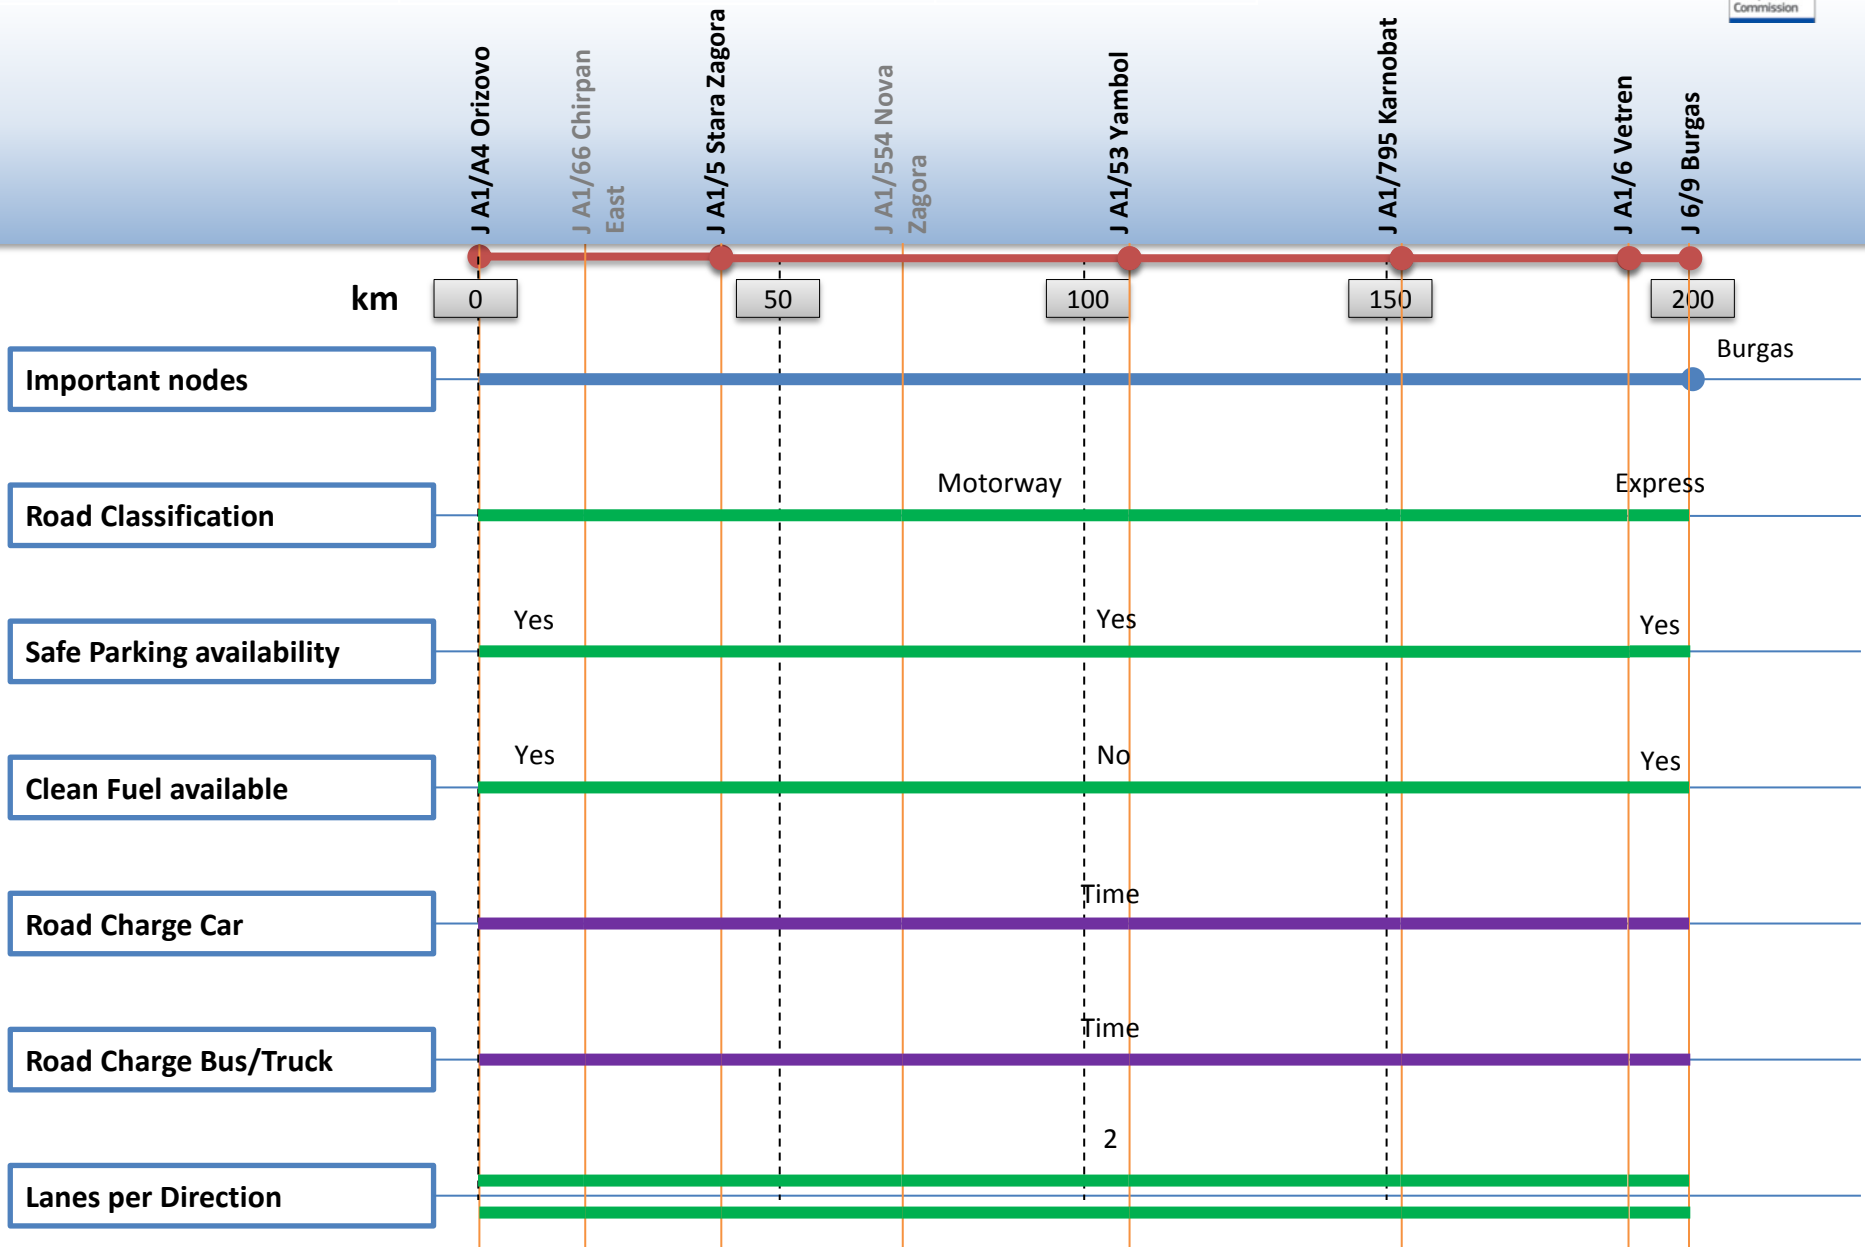 Commission
J A1/A4 Orizovo
J A1/66 Chirpan
East
J A1/5 Stara Zagora
J A1/554 Nova
Zagora
J A1/53 Yambol
J A1/795 Karnobat
J A1/6 Vetren
J 6/9 Burgas
km
0
50
100
150
200
Important nodes
Burgas
Road Classification
Motorway
Express
Safe Parking availability
Yes
Yes
Yes
Clean Fuel available
Yes
No
Yes
Road Charge Car
Time
Road Charge Bus/Truck
Time
Lanes per Direction
2